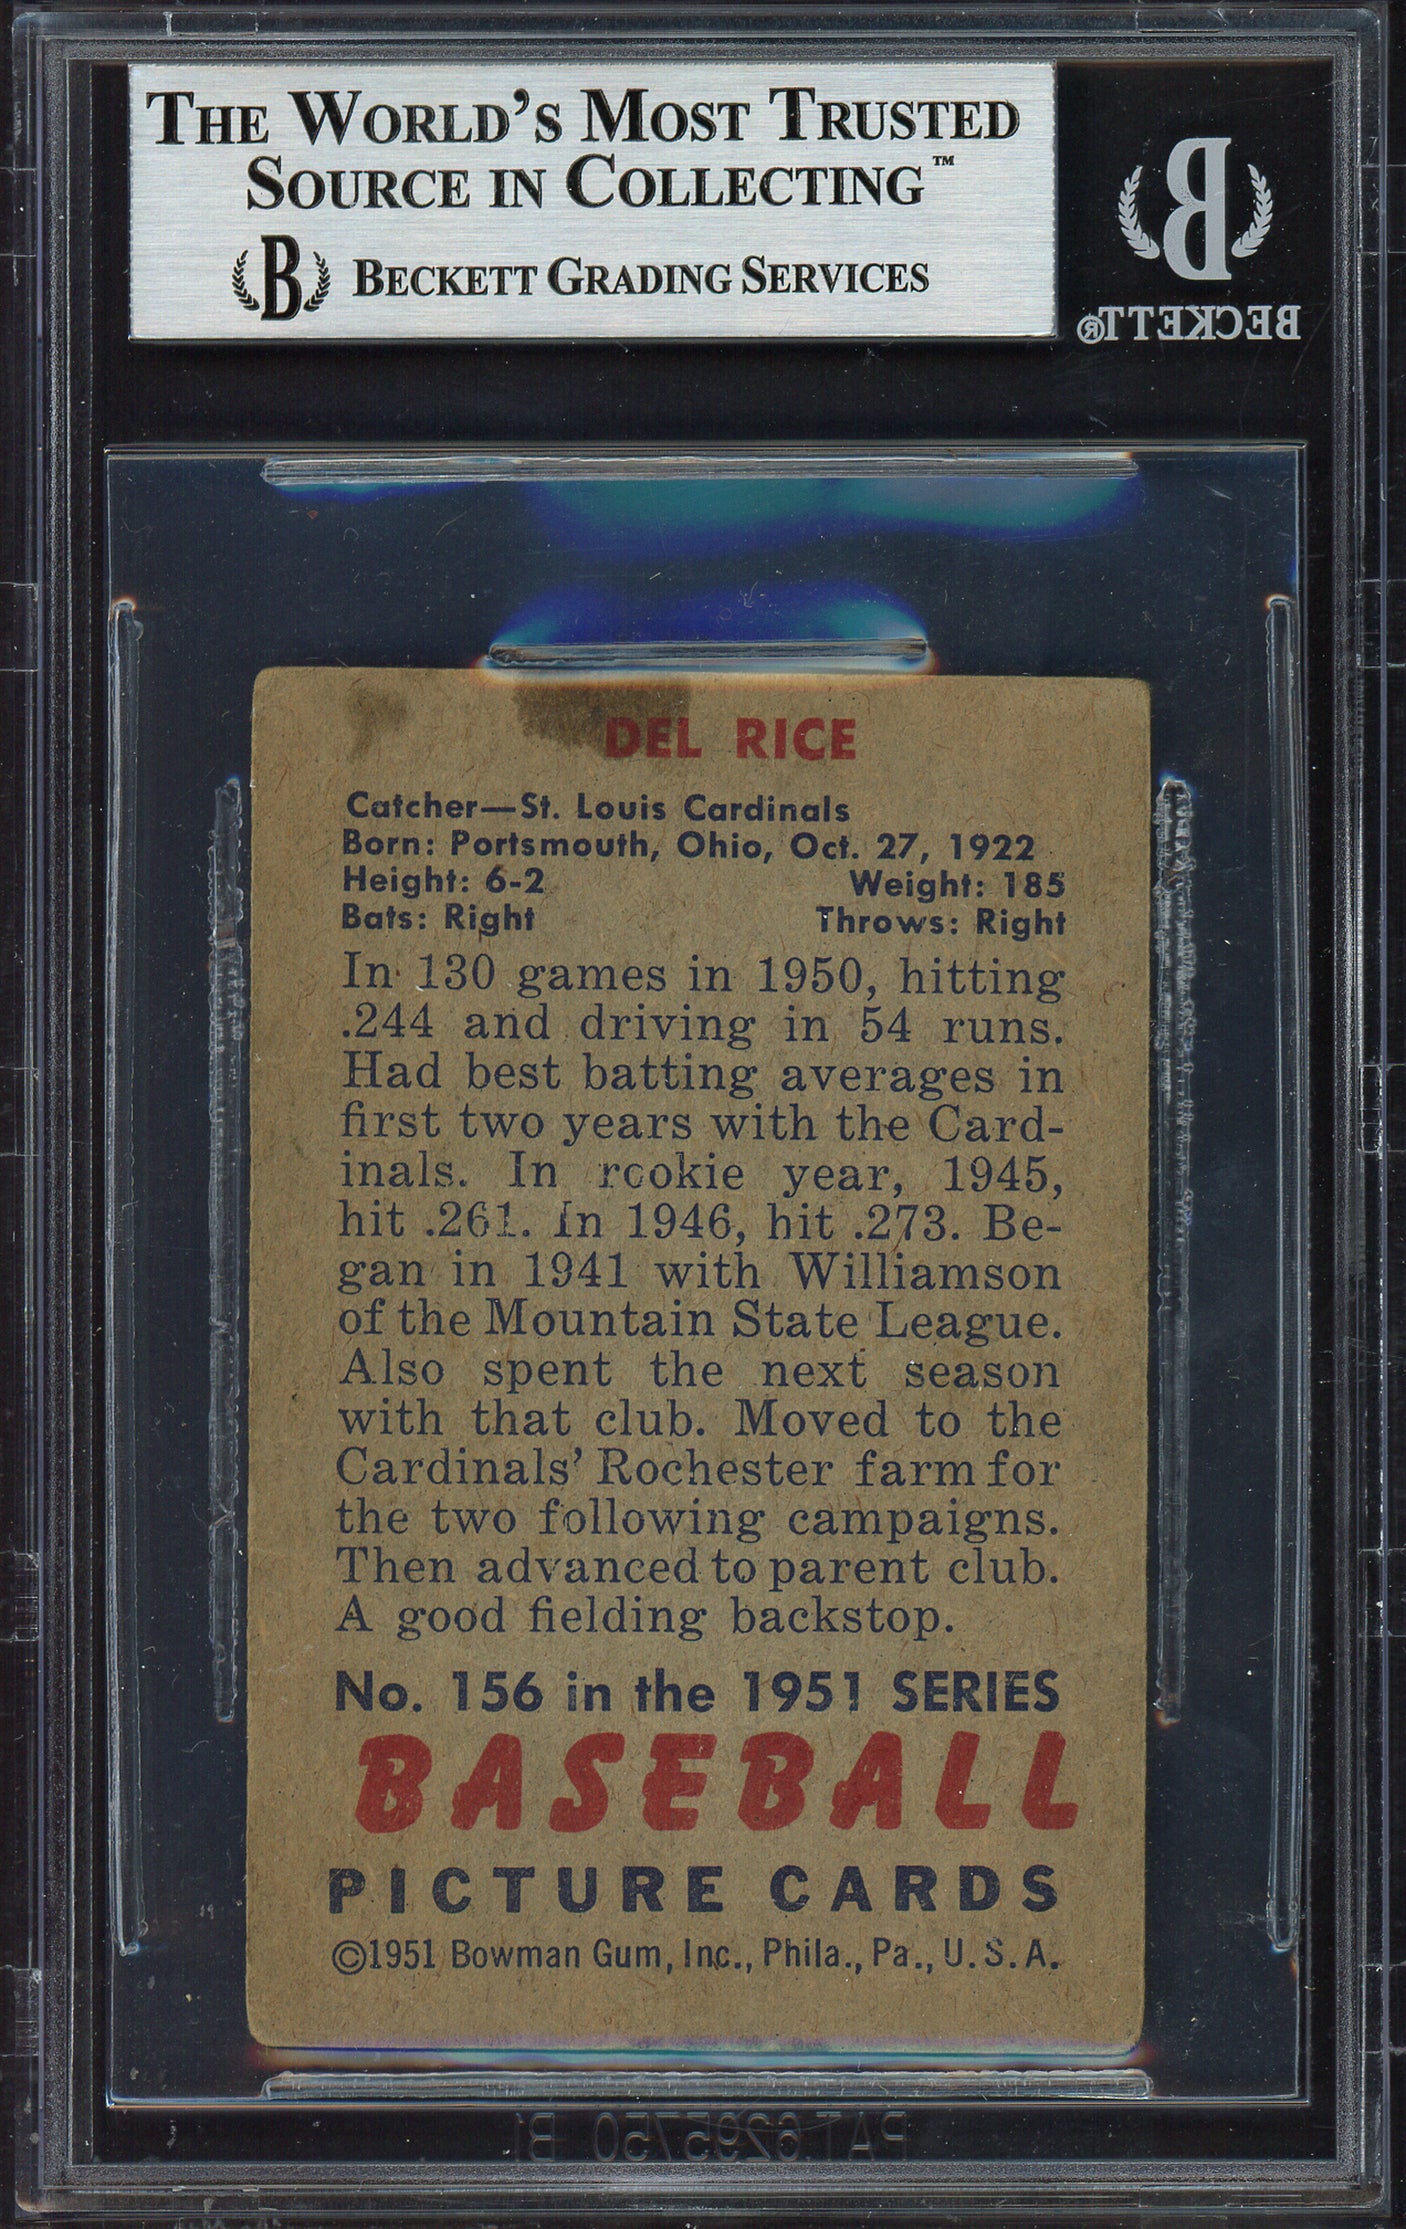 THE WORLD'S MOST TRUSTED
SOURCE IN COLLECTING™
B BECKETT GRADING SERVICES
B
BECKETT®
DEL RICE
Catcher—St. Louis Cardinals
Born: Portsmouth, Ohio, Oct. 27, 1922
Height: 6-2 Weight: 185
Bats: Right Throws: Right
In 130 games in 1950, hitting
.244 and driving in 54 runs.
Had best batting averages in
first two years with the Card-
inals. In rookie year, 1945,
hit .261. In 1946, hit .273. Be-
gan in 1941 with Williamson
of the Mountain State League.
Also spent the next season
with that club. Moved to the
Cardinals' Rochester farm for
the two following campaigns.
Then advanced to parent club.
A good fielding backstop.
No. 156 in the 1951 SERIES
BASEBALL
PICTURE CARDS
©1951 Bowman Gum, Inc., Phila., Pa., U.S.A.
PAT.6295750 B1